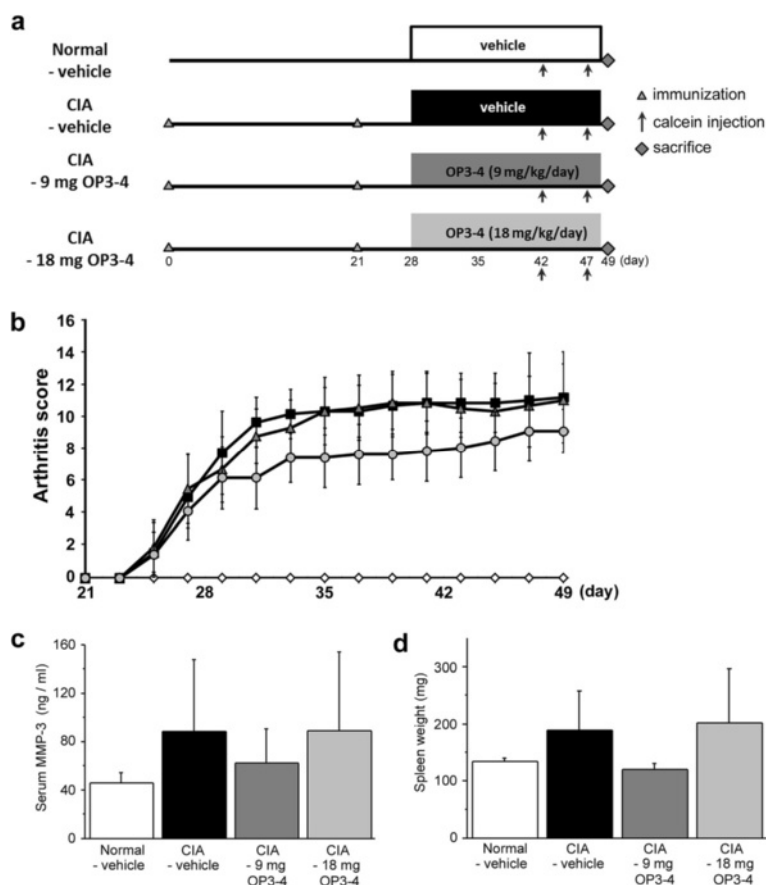 a
Normal
- vehicle
vehicle
CIA
- vehicle
vehicle
CIA
- 9 mg OP3-4
OP3-4 (9 mg/kg/day)
CIA
- 18 mg OP3-4
OP3-4 (18 mg/kg/day)
0 21 28 35 42 47 49 (day)
immunization
calcein injection
sacrifice
b
Arthritis score
16
14
12
10
8
6
4
2
0
21 28 35 42 49 (day)
c
Serum MMP-3 (ng / ml)
160
120
80
40
0
Normal
- vehicle
CIA
- vehicle
CIA
- 9 mg
OP3-4
CIA
- 18 mg
OP3-4
d
Spleen weight (mg)
300
200
100
0
Normal
- vehicle
CIA
- vehicle
CIA
- 9 mg
OP3-4
CIA
- 18 mg
OP3-4